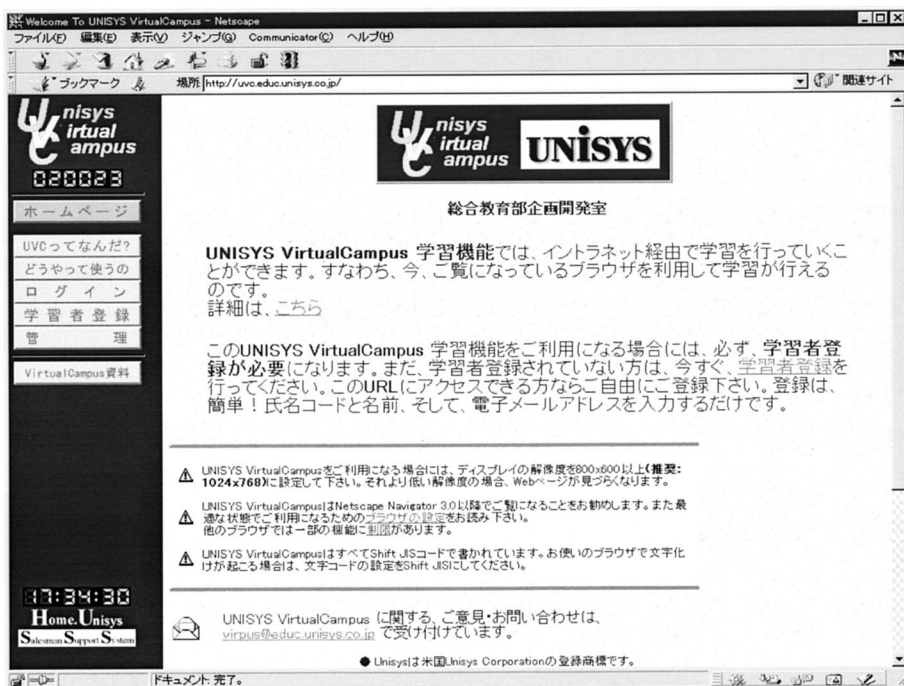 Welcome To UNISYS VirtualCampus - Netscape
ファイル(F) 編集(E) 表示(V) ジャンプ(G) Communicator(C) ヘルプ(H)
ブックマーク 場所: http://uvc.educ.unisys.co.jp/ 関連サイト
Unisys
Virtual
Campus
020023
ホームページ
UVCってなんだ?
どうやって使うの
ログイン
学習者登録
管理
VirtualCampus資料
17:34:30
Home.Unisys
Salesman Support System
Unisys
Virtual
Campus
UNISYS
総合教育部企画開発室
UNISYS VirtualCampus 学習機能では、イントラネット経由で学習を行っていくこ
とができます。すなわち、今、ご覧になっているブラウザを利用して学習が行える
のです。
詳細は、こちら
このUNISYS VirtualCampus 学習機能をご利用になる場合には、必ず、学習者登
録が必要になります。まだ、学習者登録されていない方は、今すぐ、学習者登録を
行ってください。このURLにアクセスできる方ならご自由にご登録下さい。登録は、
簡単！氏名コードと名前、そして、電子メールアドレスを入力するだけです。
UNISYS VirtualCampusをご利用になる場合には、ディスプレイの解像度を800x600以上(推奨:
1024x768)に設定して下さい。それより低い解像度の場合、Webページが見づらくなります。
UNISYS VirtualCampusはNetscape Navigator 3.0以降でご覧になることをお勧めします。また最
適な状態でご利用になるためのブラウザの設定をお読み下さい。
他のブラウザでは一部の機能に制限があります。
UNISYS VirtualCampusはすべてShift JISコードで書かれています。お使いのブラウザで文字化
けが起こる場合は、文字コードの設定をShift JISにしてください。
UNISYS VirtualCampus に関する、ご意見・お問い合わせは、
virpus@educ.unisys.co.jp で受け付けています。
● Unisysは米国Unisys Corporationの登録商標です。
ドキュメント: 完了。